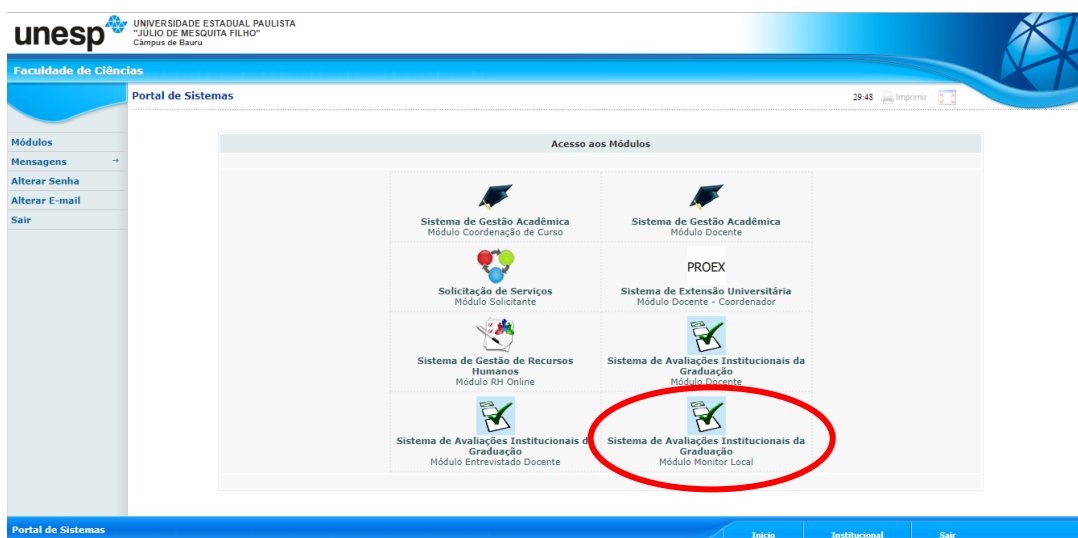 unesp
UNIVERSIDADE ESTADUAL PAULISTA
"JÚLIO DE MESQUITA FILHO"
Câmpus de Bauru
Faculdade de Ciências
Portal de Sistemas
29:48 Imprimir
Módulos
Mensagens →
Alterar Senha
Alterar E-mail
Sair
Acesso aos Módulos
Sistema de Gestão Acadêmica
Módulo Coordenação de Curso
Sistema de Gestão Acadêmica
Módulo Docente
Solicitação de Serviços
Módulo Solicitante
PROEX
Sistema de Extensão Universitária
Módulo Docente - Coordenador
Sistema de Gestão de Recursos
Humanos
Módulo RH Online
Sistema de Avaliações Institucionais da
Graduação
Módulo Docente
Sistema de Avaliações Institucionais d
Graduação
Módulo Entrevistado Docente
Sistema de Avaliações Institucionais da
Graduação
Módulo Monitor Local
Portal de Sistemas
Início
Institucional
Sair